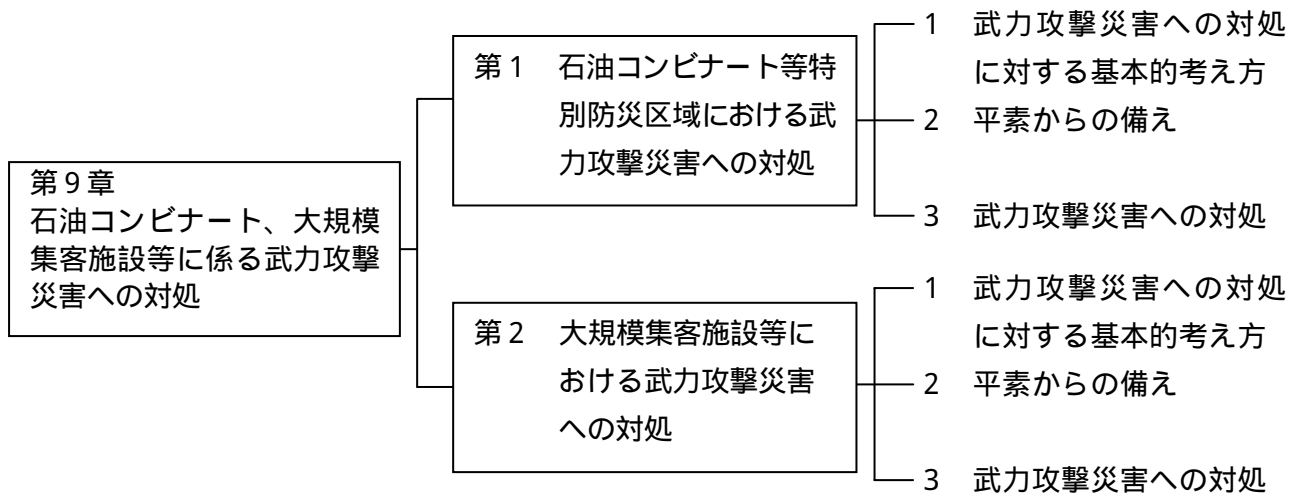 第９章
石油コンビナート、大規模
集客施設等に係る武力攻撃
災害への対処
第１　石油コンビナート等特
別防災区域における武
力攻撃災害への対処
1　武力攻撃災害への対処
に対する基本的考え方
2　平素からの備え
3　武力攻撃災害への対処
第２　大規模集客施設等に
おける武力攻撃災害
への対処
1　武力攻撃災害への対処
に対する基本的考え方
2　平素からの備え
3　武力攻撃災害への対処